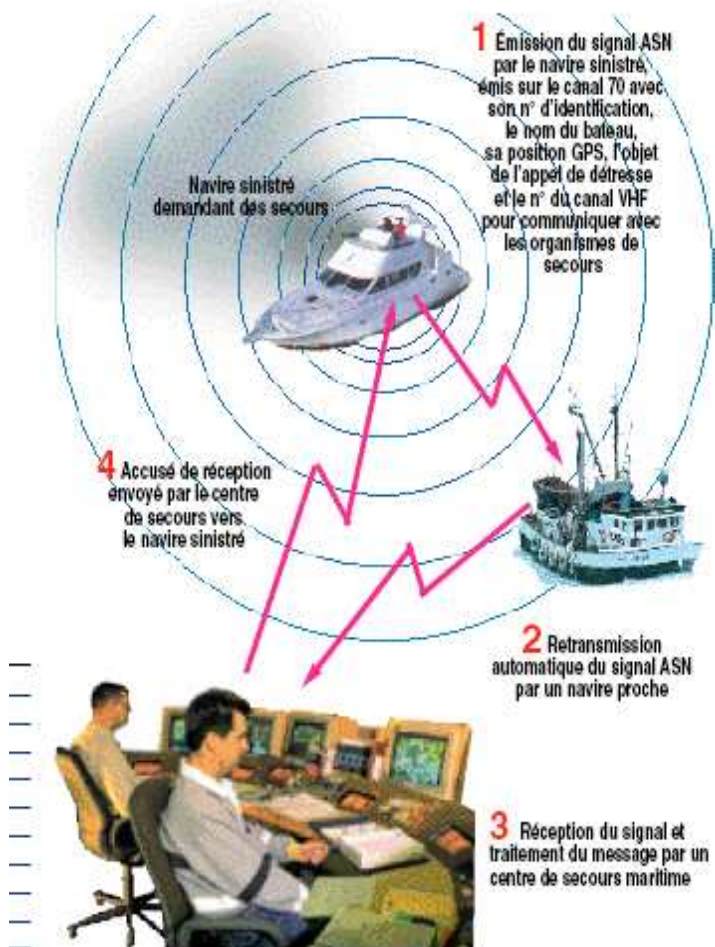 1 Émission du signal ASN
par le navire sinistré,
émis sur le canal 70 avec
son n° d'identification,
le nom du bateau,
sa position GPS, l'objet
de l'appel de détresse
et le n° du canal VHF
pour communiquer avec
les organismes de
secours
Navire sinistré
demandant des secours
4 Accusé de réception
envoyé par le centre
de secours vers
le navire sinistré
2 Retransmission
automatique du signal ASN
par un navire proche
3 Réception du signal et
traitement du message par un
centre de secours maritime